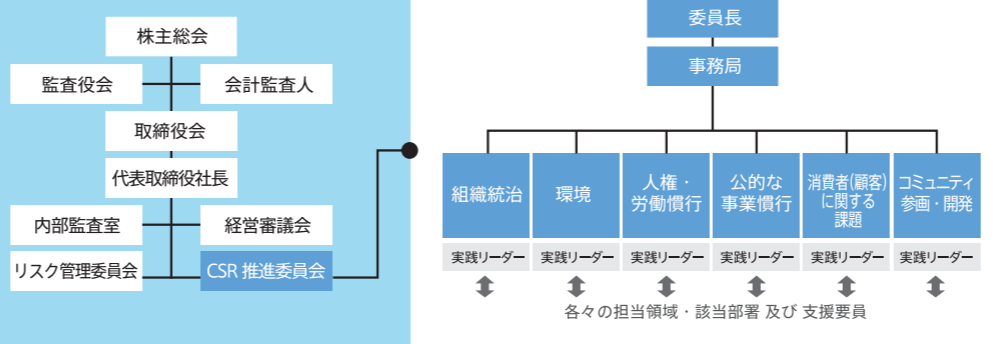 株主総会
監査役会
会計監査人
取締役会
代表取締役社長
内部監査室
経営審議会
リスク管理委員会
CSR 推進委員会
委員長
事務局
組織統治
環境
人権・
労働慣行
公的な
事業慣行
消費者(顧客)
に関する
課題
コミュニティ
参画・開発
実践リーダー
実践リーダー
実践リーダー
実践リーダー
実践リーダー
実践リーダー
各々の担当領域・該当部署 及び 支援要員